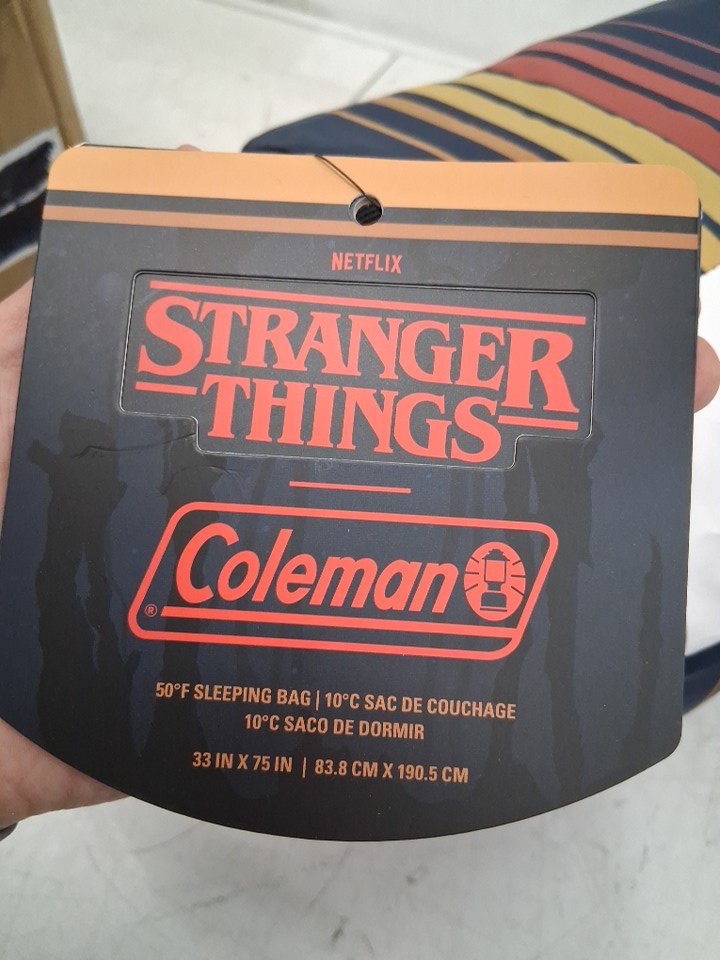 NETFLIX
STRANGER
THINGS
Coleman
®
50°F SLEEPING BAG | 10°C SAC DE COUCHAGE
10°C SACO DE DORMIR
33 IN X 75 IN | 83.8 CM X 190.5 CM